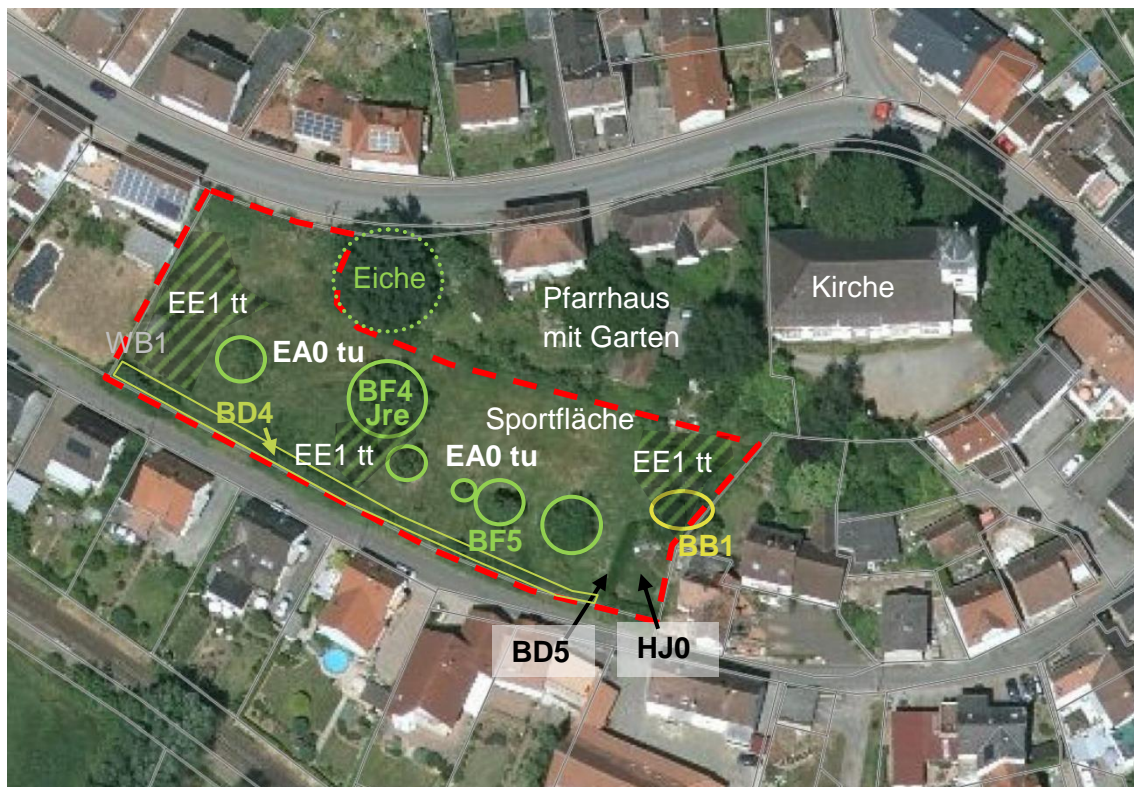 Eiche
Kirche
Pfarrhaus
mit Garten
EE1 tt
WB1
EA0 tu
BF4
Jre
BD4
Sportfläche
EE1 tt
EA0 tu
EE1 tt
BF5
BB1
BD5
HJ0